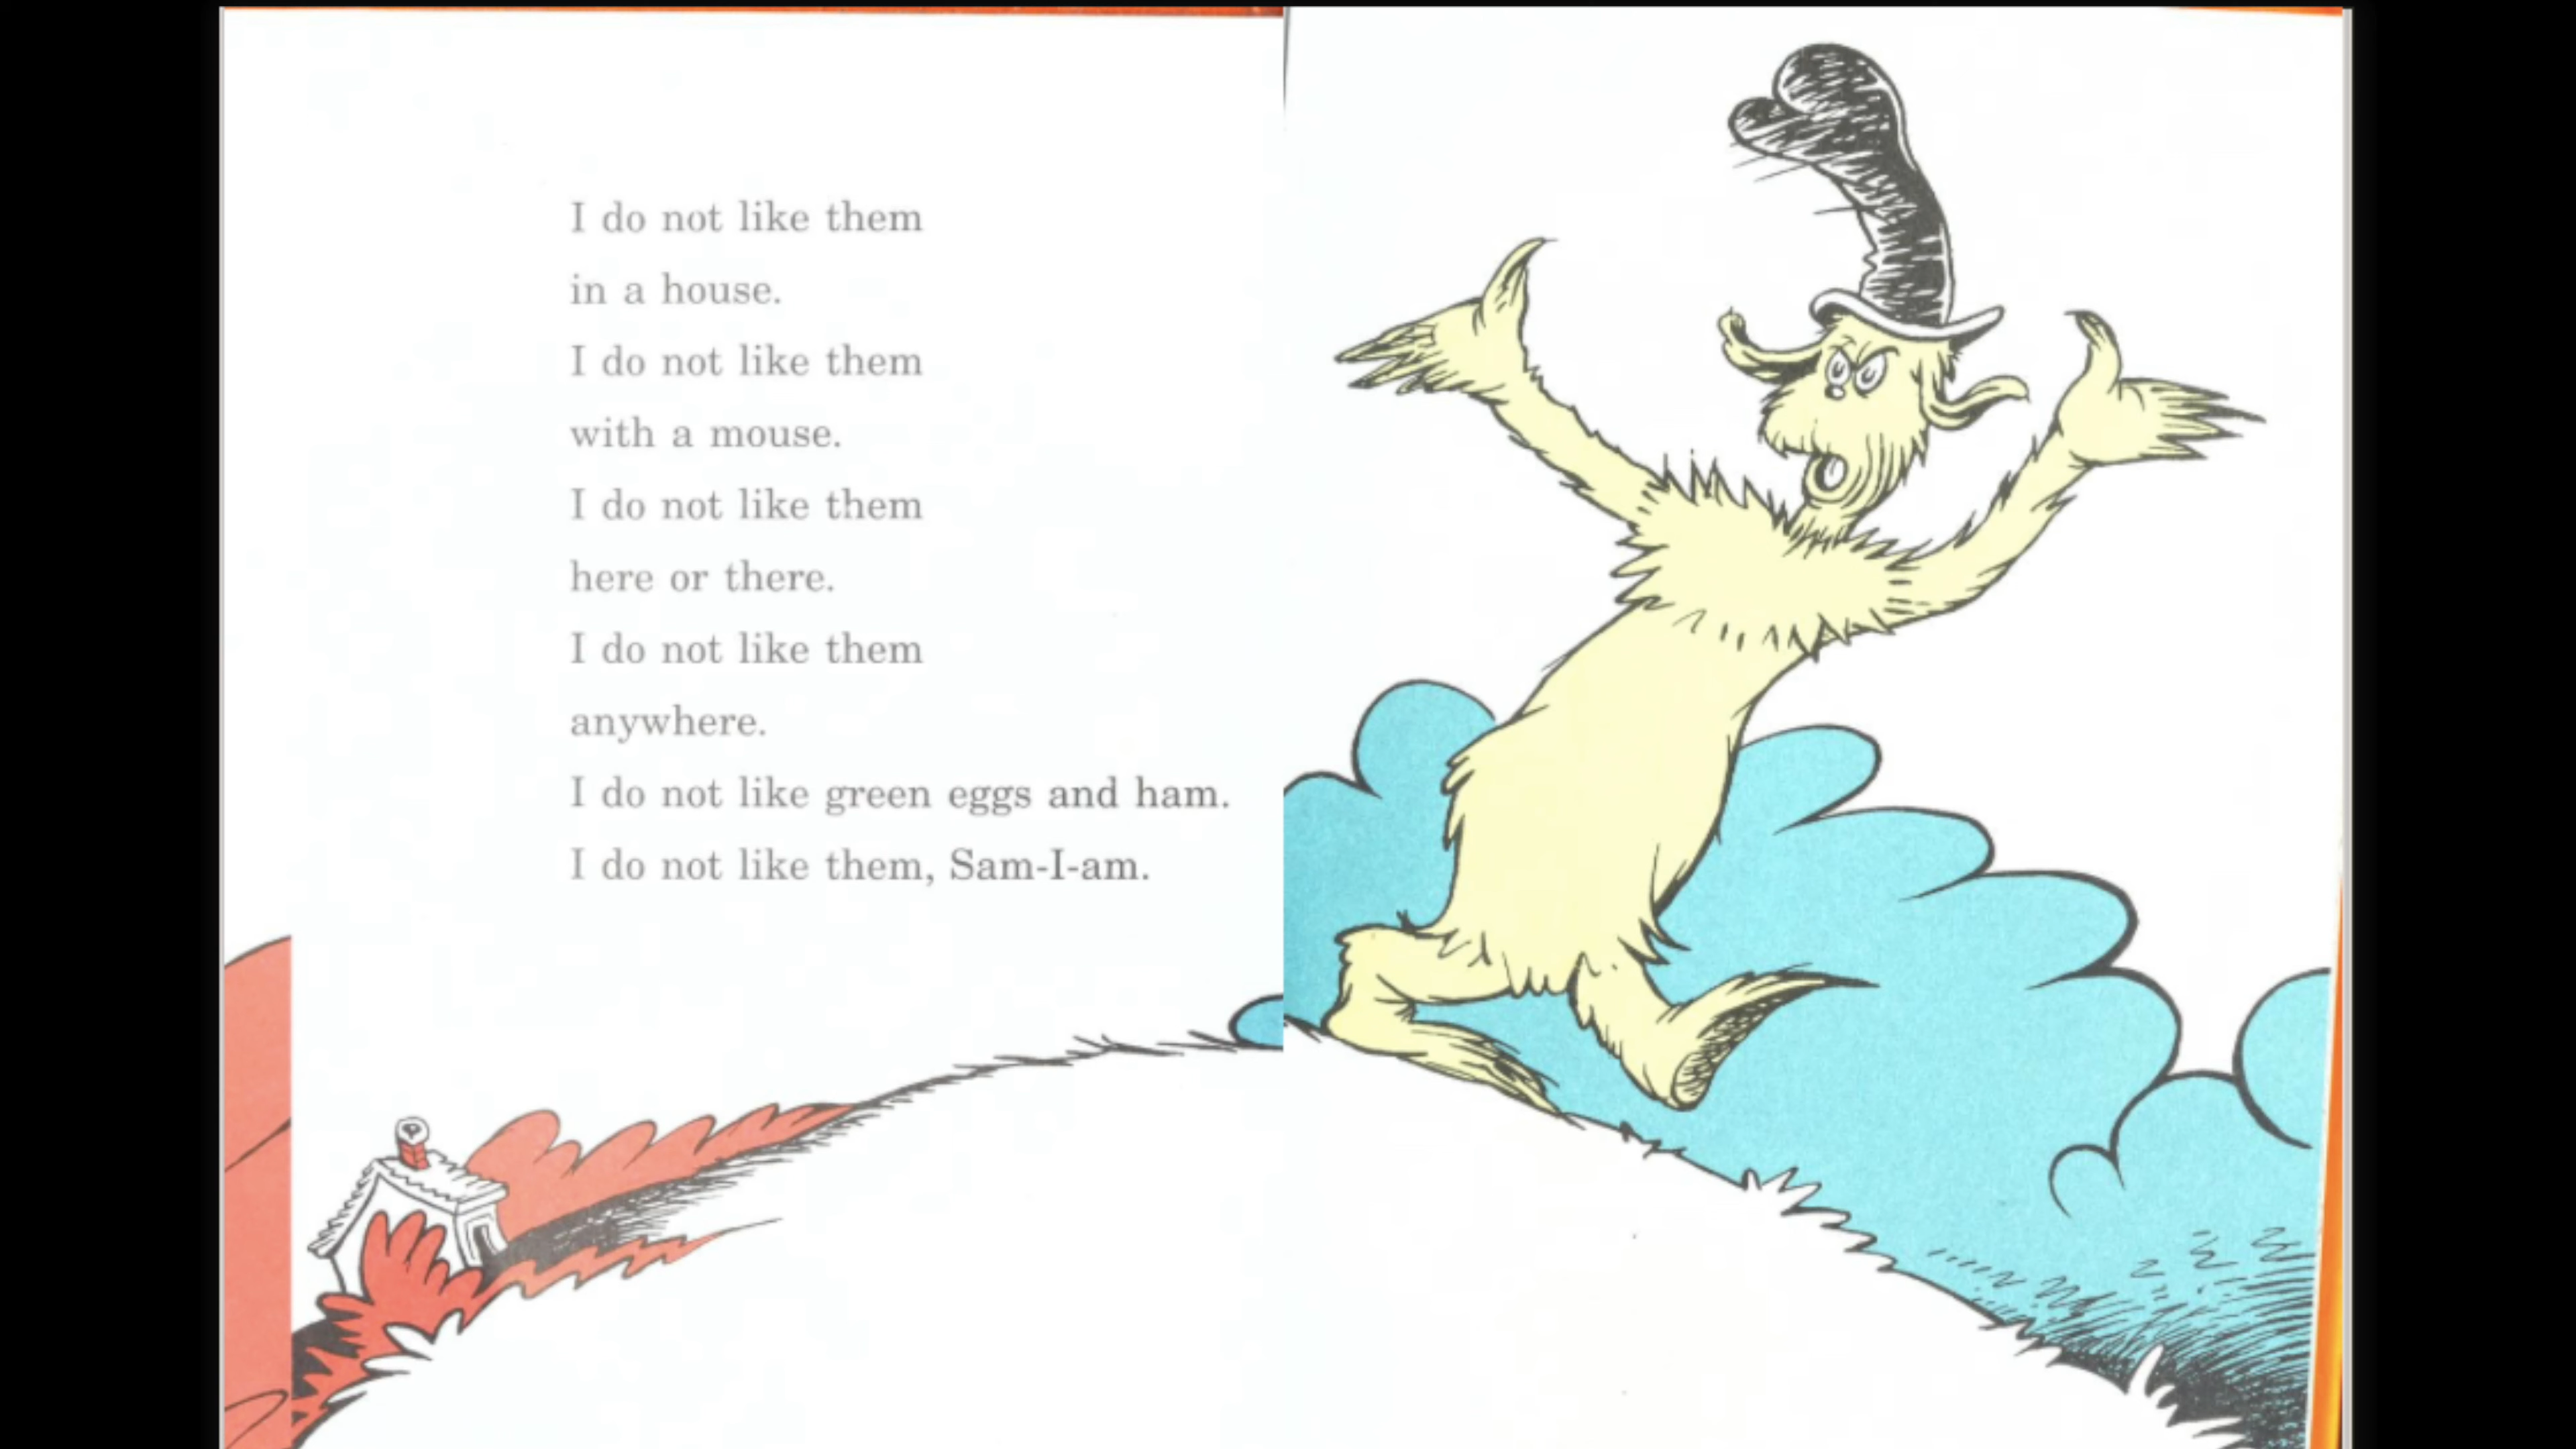 I do not like them
in a house.
I do not like them
with a mouse.
I do not like them
here or there.
I do not like them
anywhere.
I do not like green eggs and ham.
I do not like them, Sam-I-am.